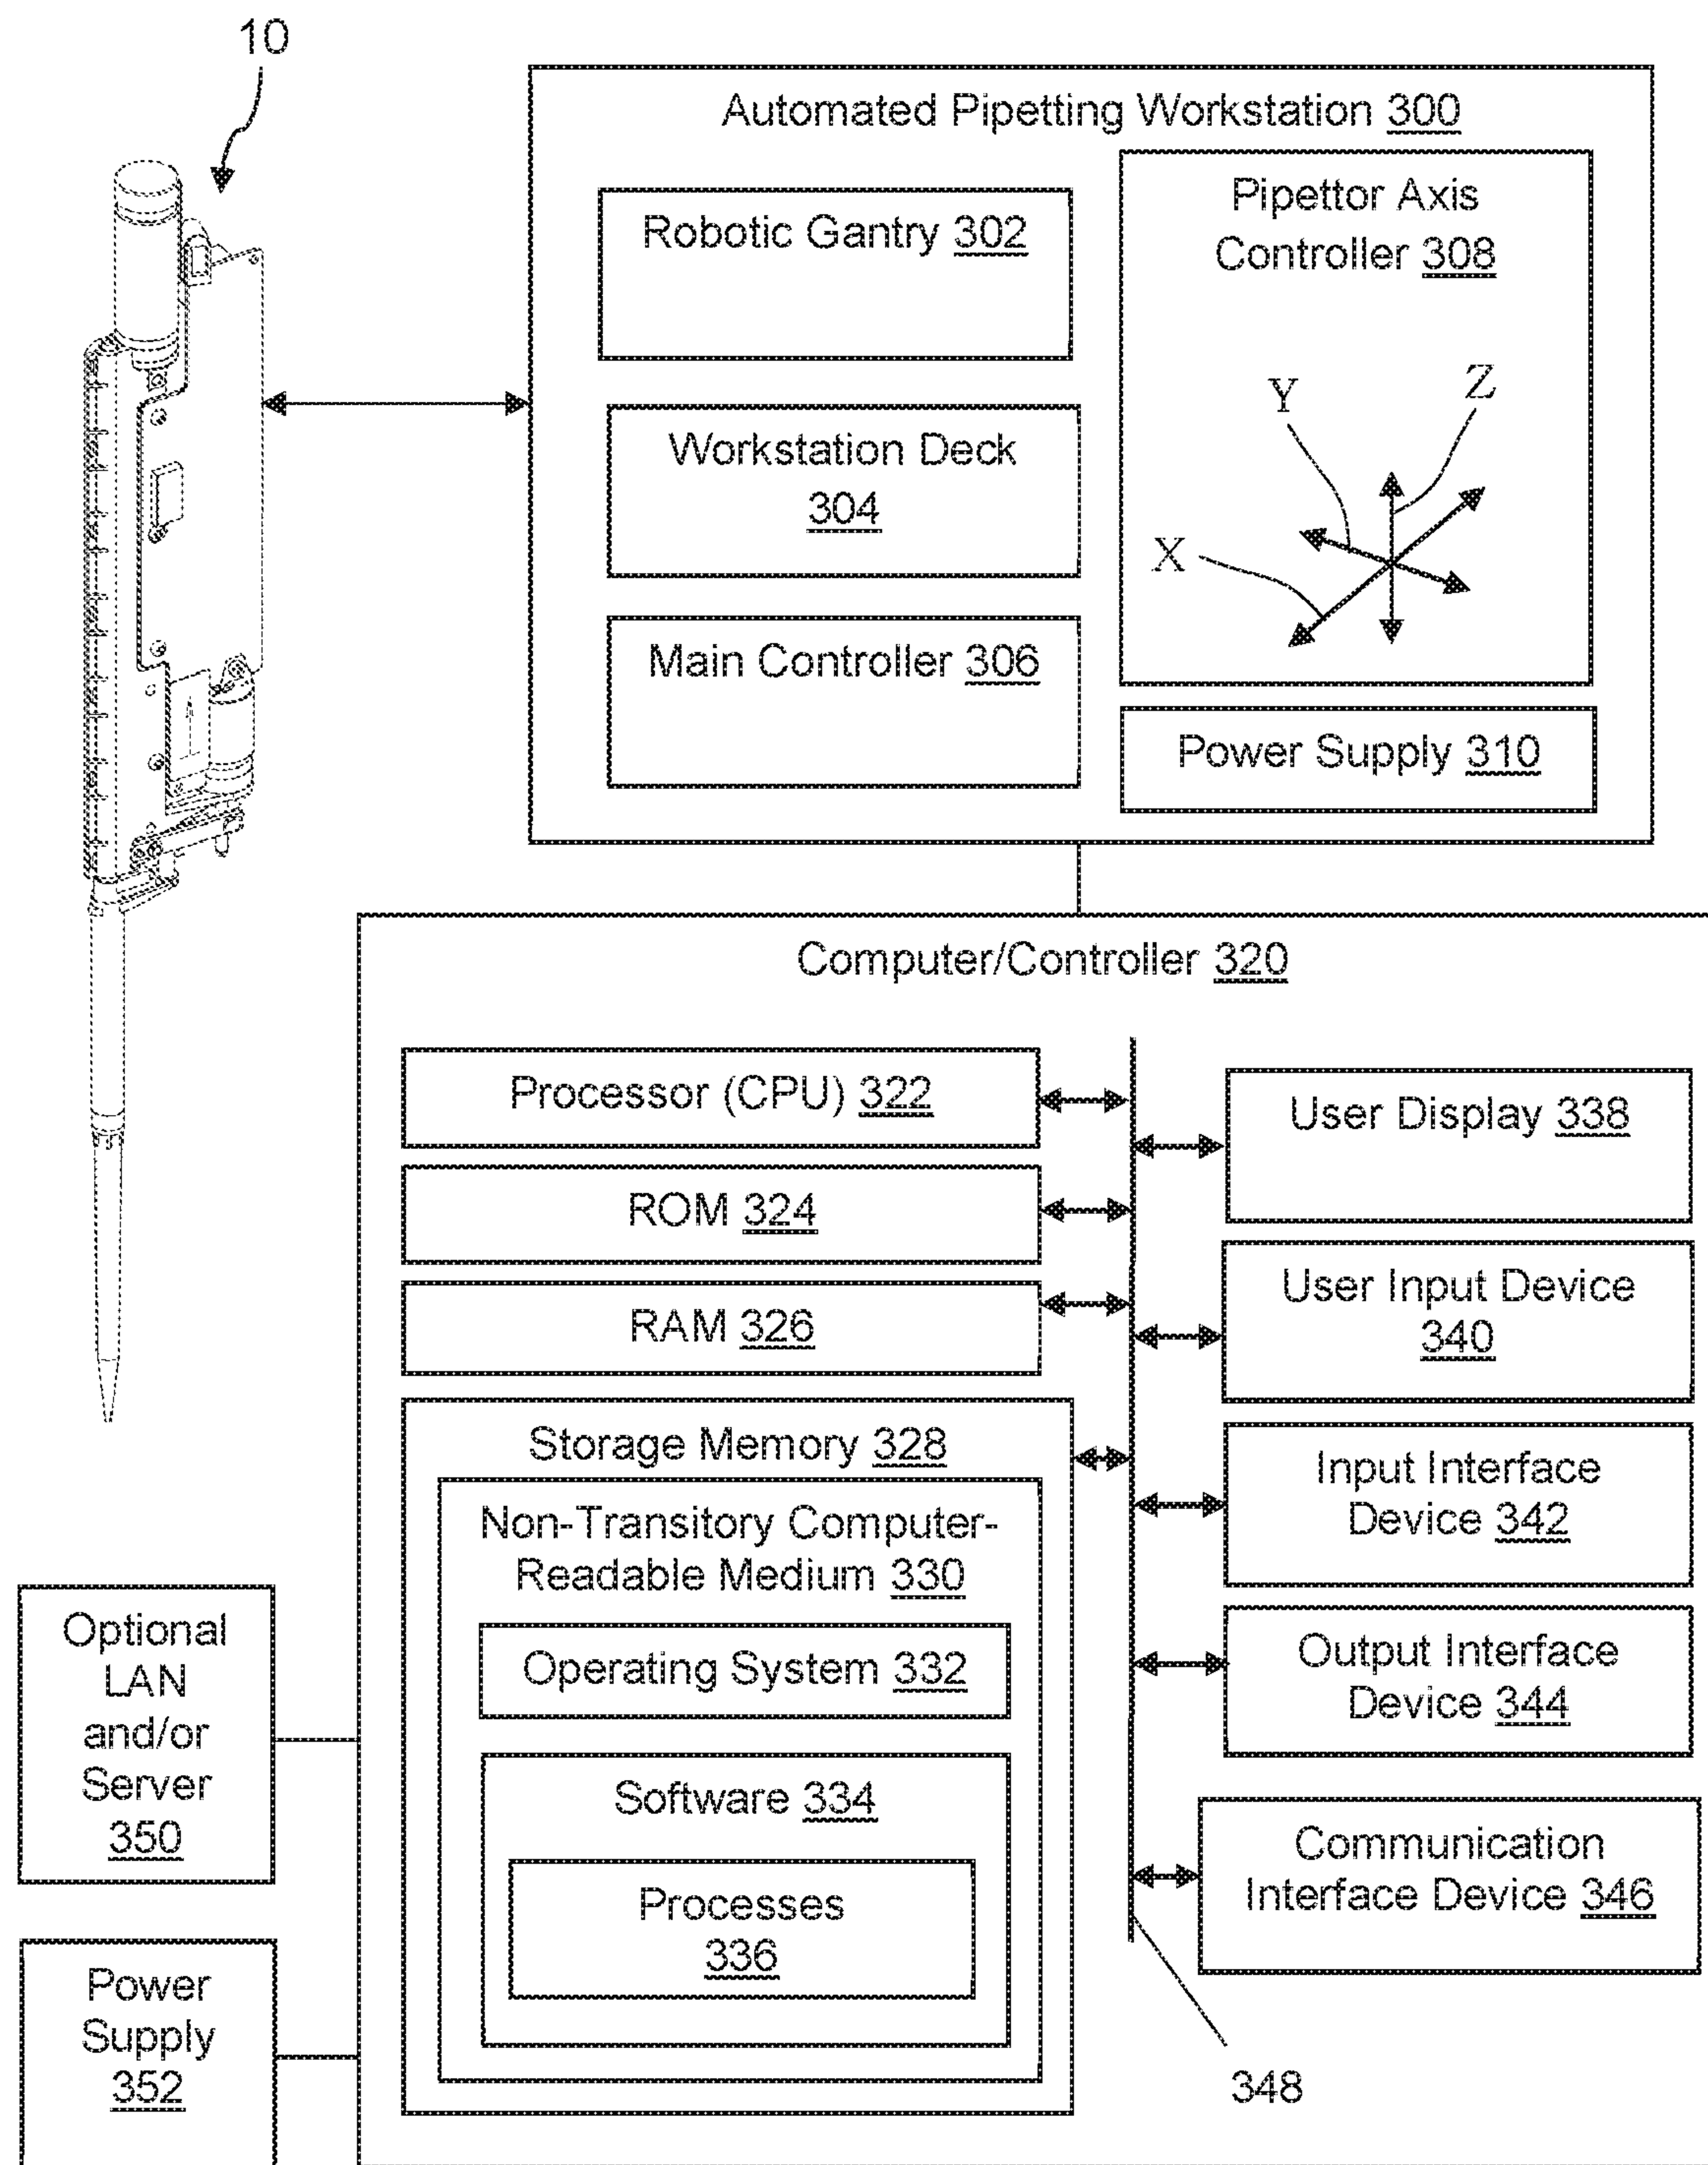 10
Automated Pipetting Workstation 300
Robotic Gantry 302
Workstation Deck
304
Main Controller 306
Pipettor Axis
Controller 308
Y
Z
X
Power Supply 310
Computer/Controller 320
Processor (CPU) 322
ROM 324
RAM 326
Storage Memory 328
Non-Transitory Computer-
Readable Medium 330
Operating System 332
Software 334
Processes
336
User Display 338
User Input Device
340
Input Interface
Device 342
Output Interface
Device 344
Communication
Interface Device 346
348
Optional
LAN
and/or
Server
350
Power
Supply
352